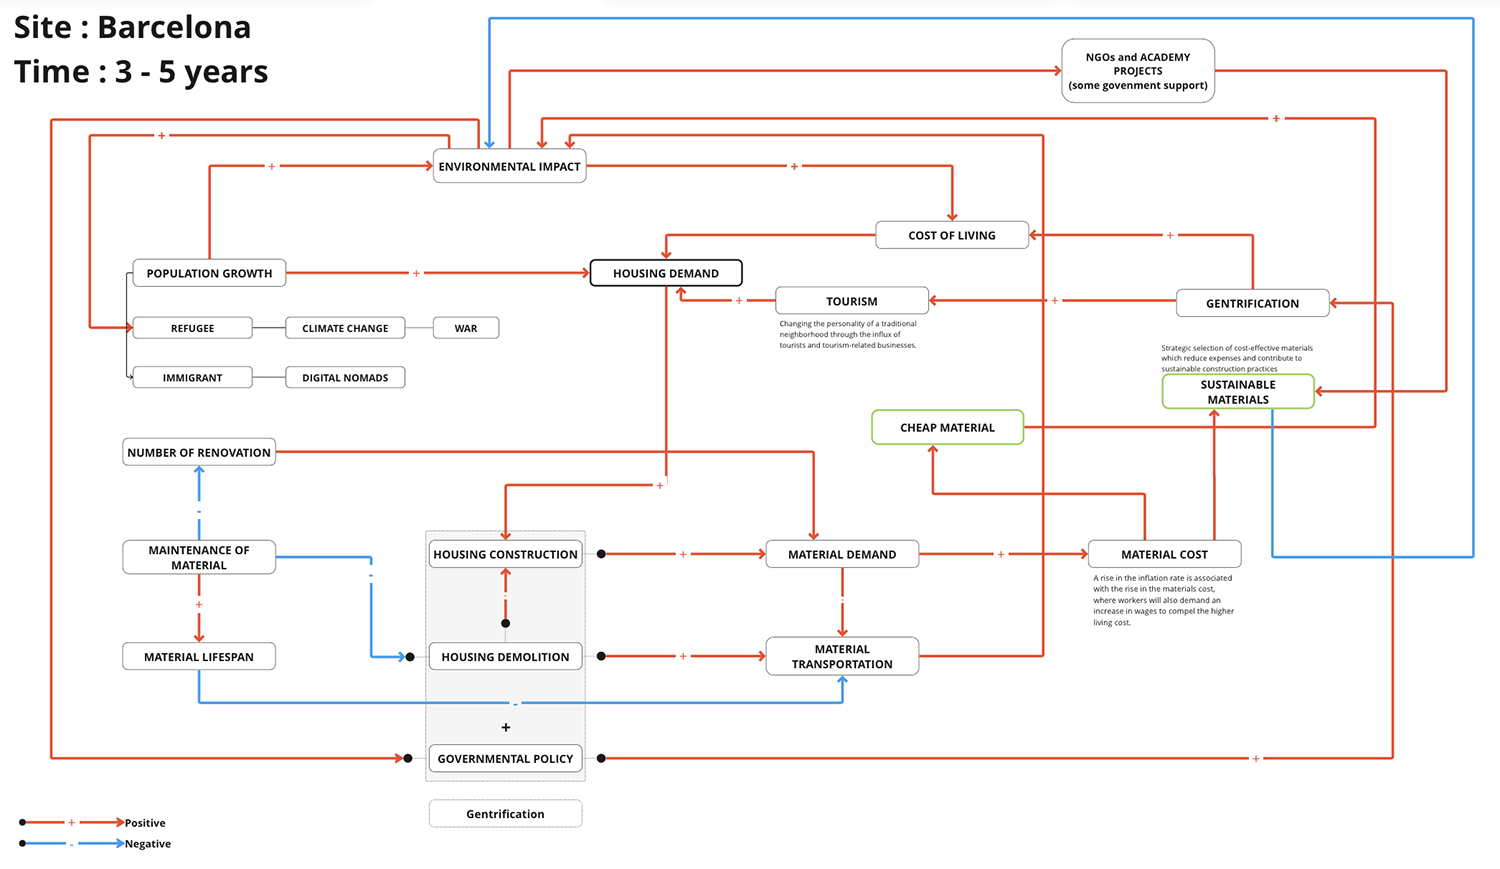 Site : Barcelona
Time : 3 - 5 years
NGOs and ACADEMY
PROJECTS
(some govenment support)
+
+
ENVIRONMENTAL IMPACT
+
+
COST OF LIVING
+
POPULATION GROWTH
+
HOUSING DEMAND
TOURISM
+
+
GENTRIFICATION
Changing the personality of a traditional
neighborhood through the influx of
tourists and tourism-related businesses.
REFUGEE
CLIMATE CHANGE
WAR
Strategic selection of cost-effective materials
which reduce expenses and contribute to
sustainable construction practices
SUSTAINABLE
MATERIALS
IMMIGRANT
DIGITAL NOMADS
CHEAP MATERIAL
NUMBER OF RENOVATION
+
-
MAINTENANCE OF
MATERIAL
HOUSING CONSTRUCTION
+
MATERIAL DEMAND
+
MATERIAL COST
-
A rise in the inflation rate is associated
with the rise in the materials cost,
where workers will also demand an
increase in wages to compel the higher
living cost.
+
MATERIAL LIFESPAN
HOUSING DEMOLITION
+
MATERIAL
TRANSPORTATION
-
+
GOVERNMENTAL POLICY
+
Gentrification
+
Positive
-
Negative